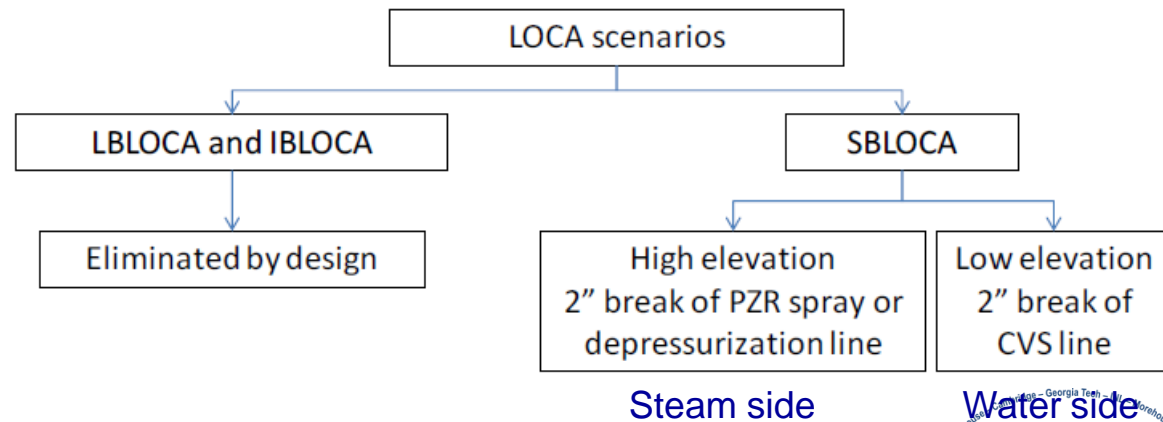 LOCA scenarios
LBLOCA and IBLOCA
SBLOCA
Eliminated by design
High elevation
2” break of PZR spray or
depressurization line
Low elevation
2” break of
CVS line
Steam side
Water side
Cambridge – Georgia Tech –